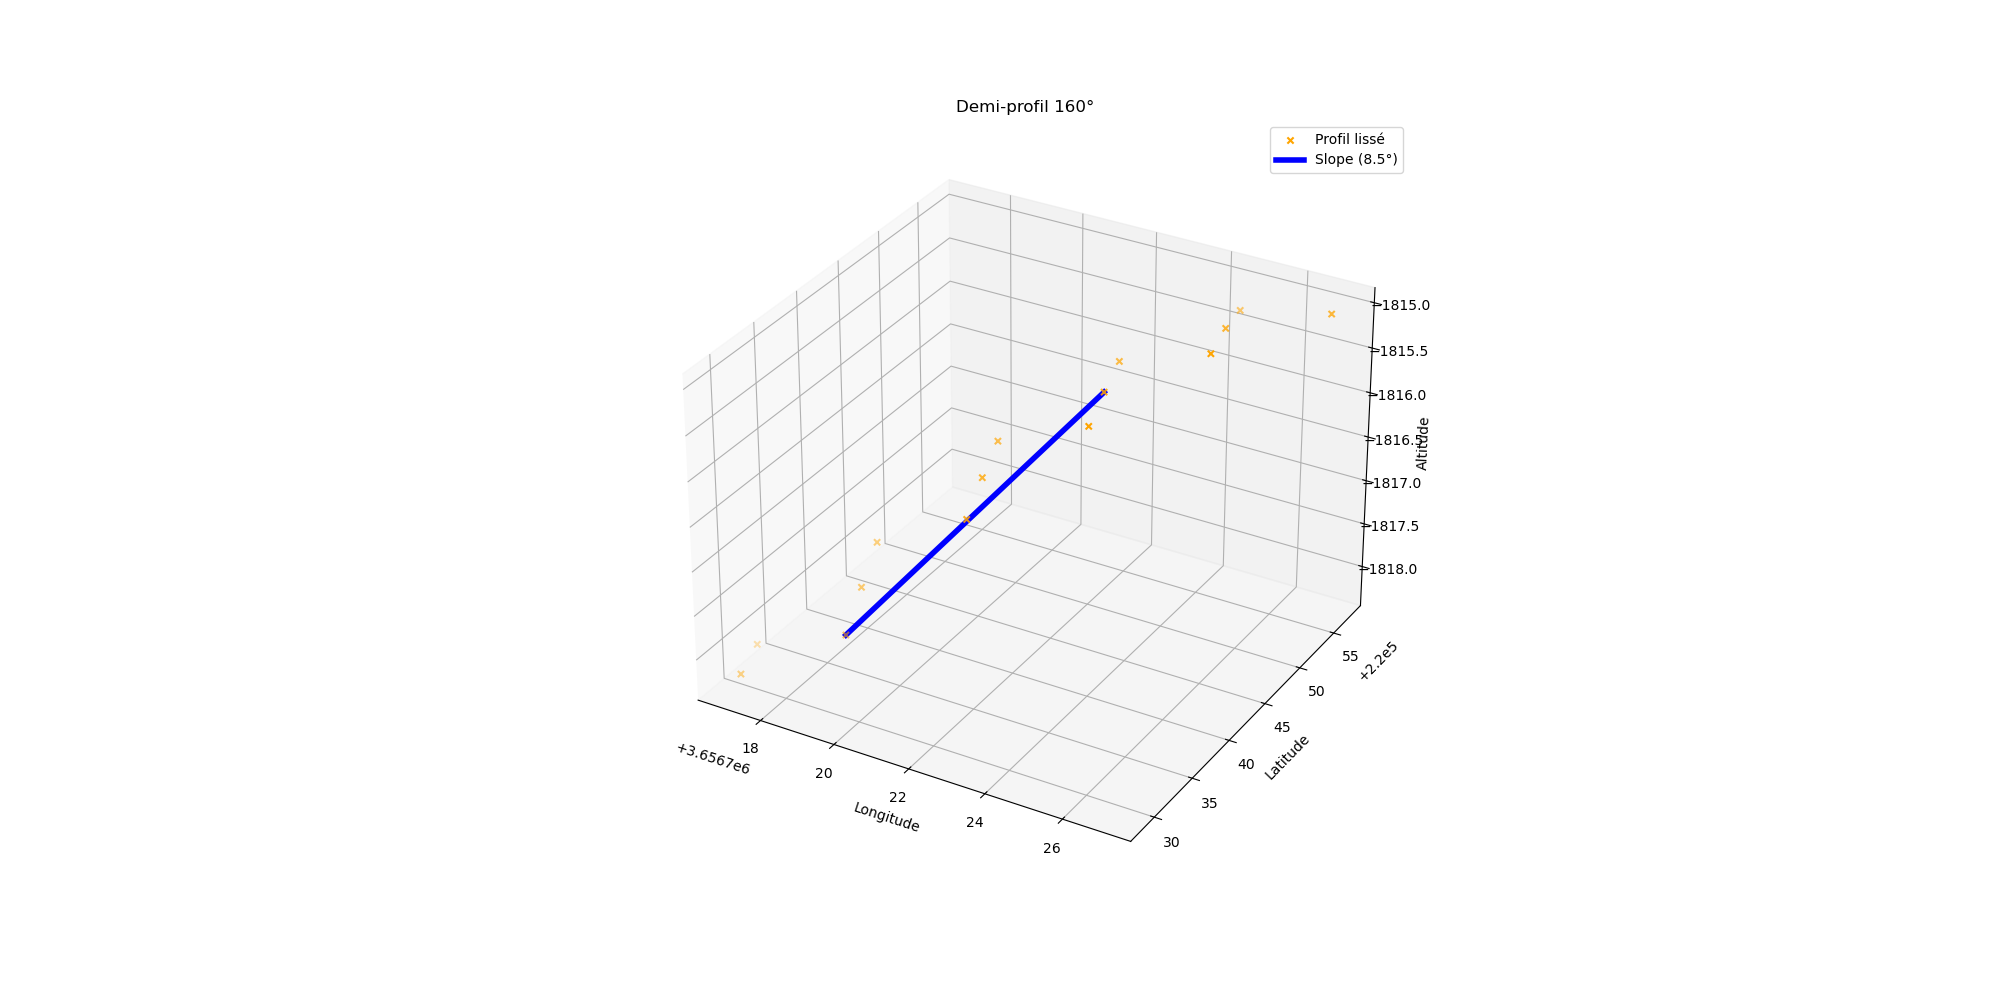 Demi-profil 160°
Profil lissé
Slope (8.5°)
−1815.0
−1815.5
−1816.0
−1816.5
−1817.0
−1817.5
−1818.0
Altitude
55
50
45
40
35
30
+2.2e5
Latitude
18
20
22
24
26
+3.6567e6
Longitude